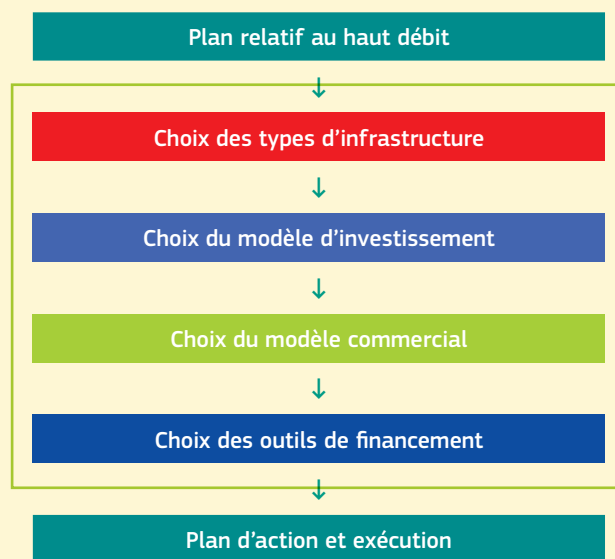 Plan relatif au haut débit
Choix des types d'infrastructure
Choix du modèle d'investissement
Choix du modèle commercial
Choix des outils de financement
Plan d'action et exécution